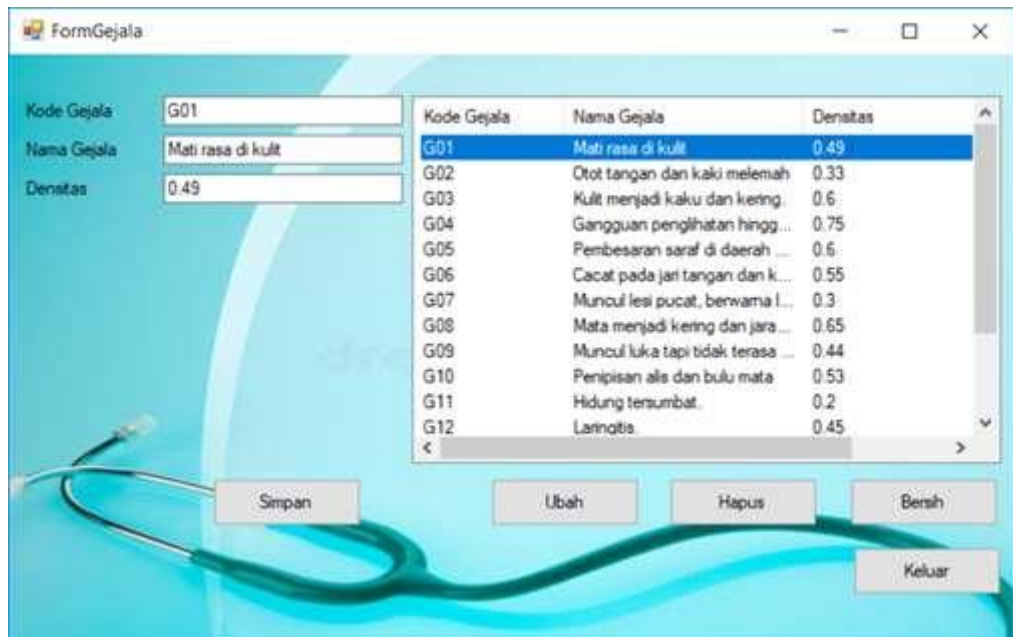 FormGejala
Kode Gejala G01
Nama Gejala Mati rasa di kulit
Densitas 0.49
Kode Gejala Nama Gejala Densitas
G01 Mati rasa di kulit 0.49
G02 Otot tangan dan kaki melemah 0.33
G03 Kulit menjadi kaku dan kering. 0.6
G04 Gangguan penglihatan hingg... 0.75
G05 Pembesaran saraf di daerah ... 0.6
G06 Cacat pada jari tangan dan k... 0.55
G07 Muncul lesi pucat, berwarna l... 0.3
G08 Mata menjadi kering dan jara... 0.65
G09 Muncul luka tapi tidak terasa ... 0.44
G10 Penipisan alis dan bulu mata 0.53
G11 Hidung tersumbat. 0.2
G12 Laringitis. 0.45
Simpan Ubah Hapus Bersih
Keluar